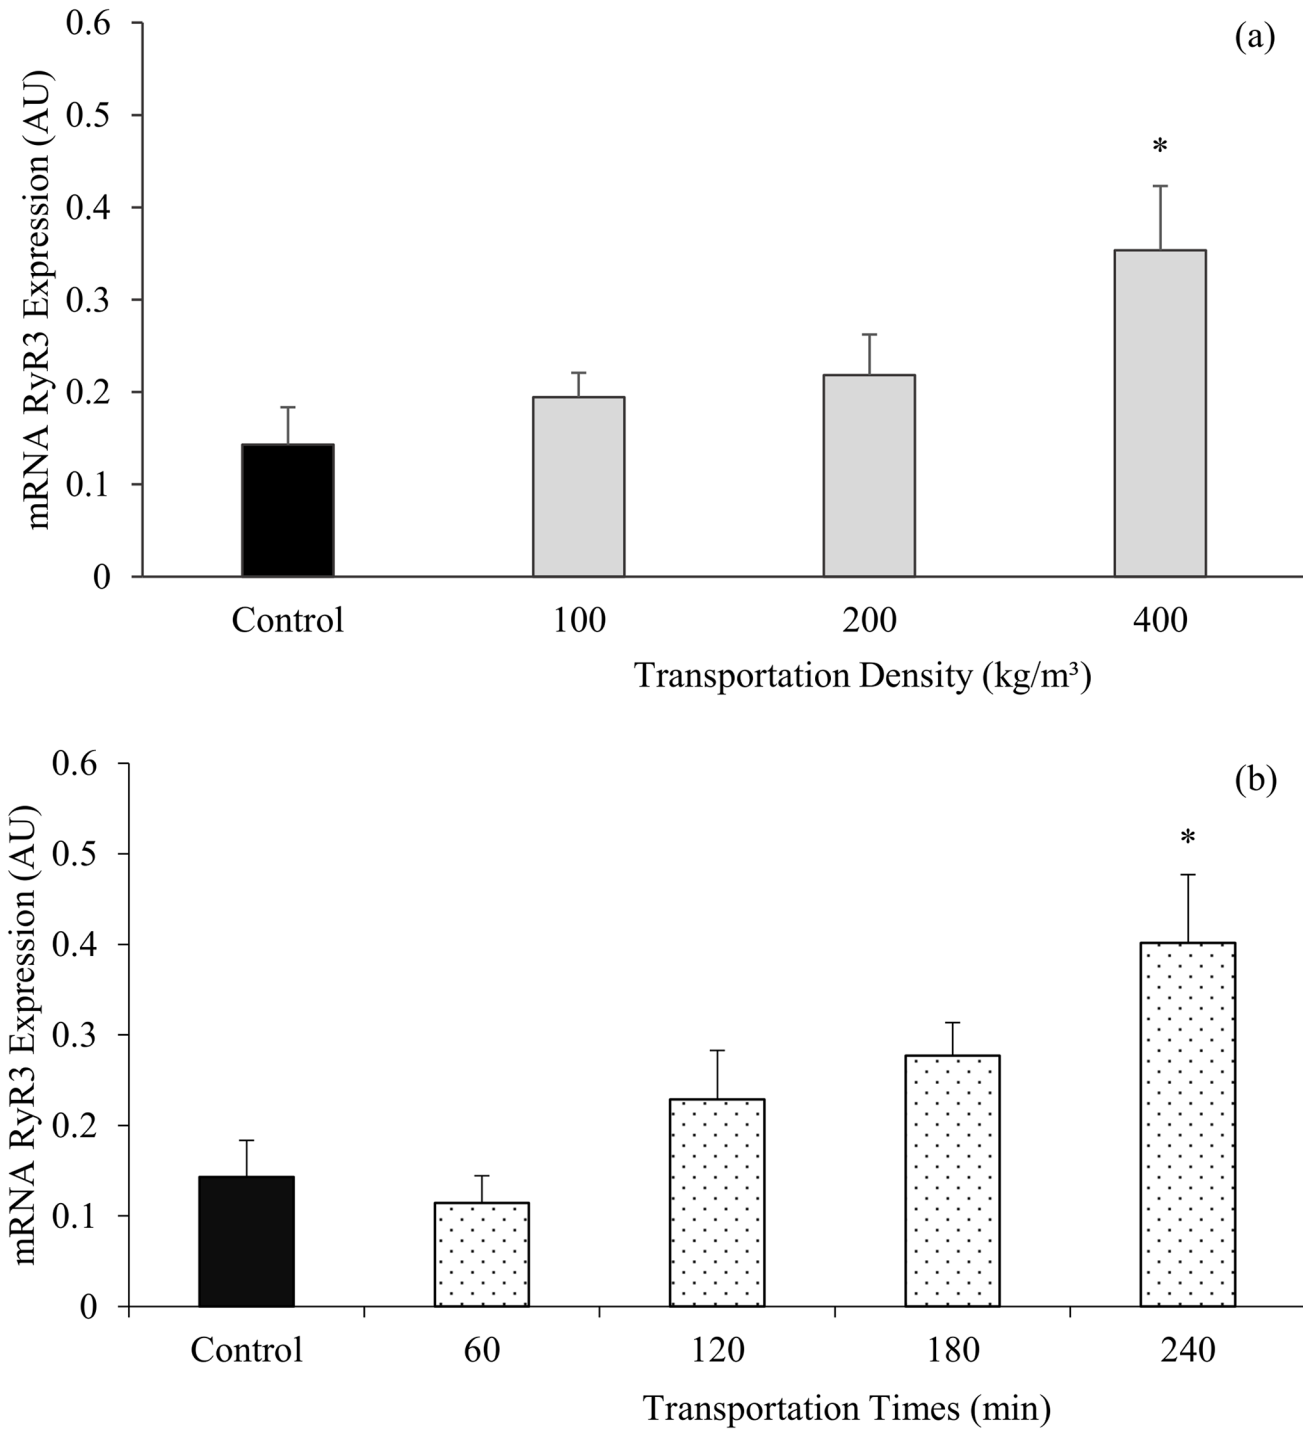 (a)
mRNA RyR3 Expression (AU)
0.6
0.5
0.4
0.3
0.2
0.1
0
*
Control 100 200 400
Transportation Density (kg/m³)
(b)
mRNA RyR3 Expression (AU)
0.6
0.5
0.4
0.3
0.2
0.1
0
*
Control 60 120 180 240
Transportation Times (min)